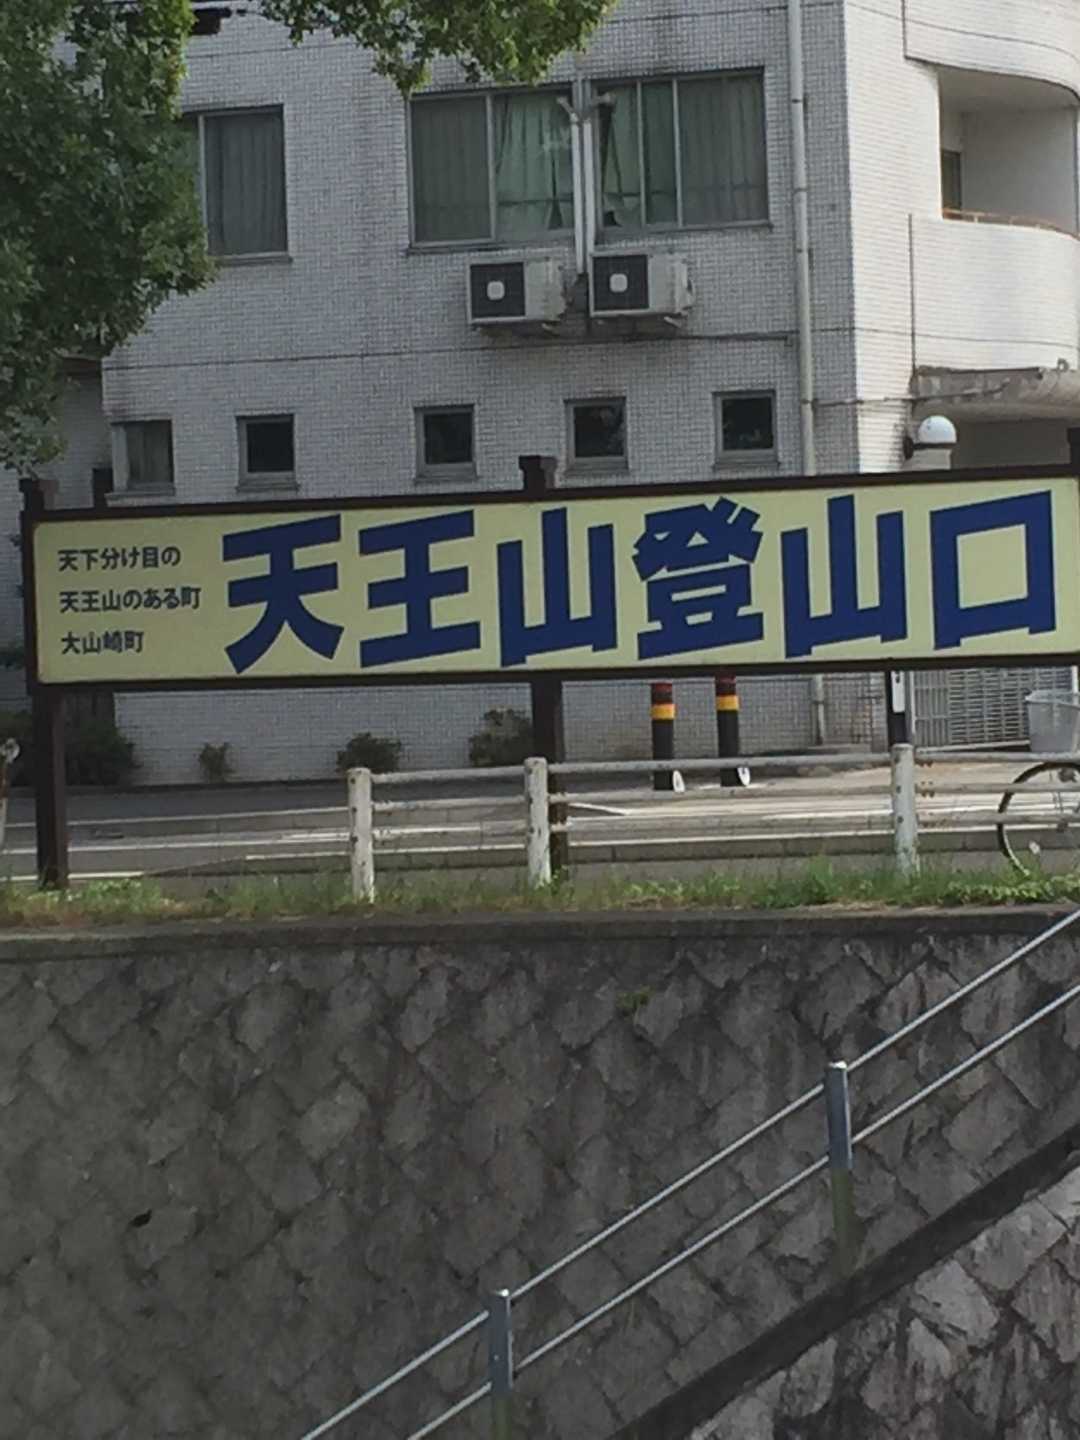 天下分け目の
天王山のある町
大山崎町
天王山登山口